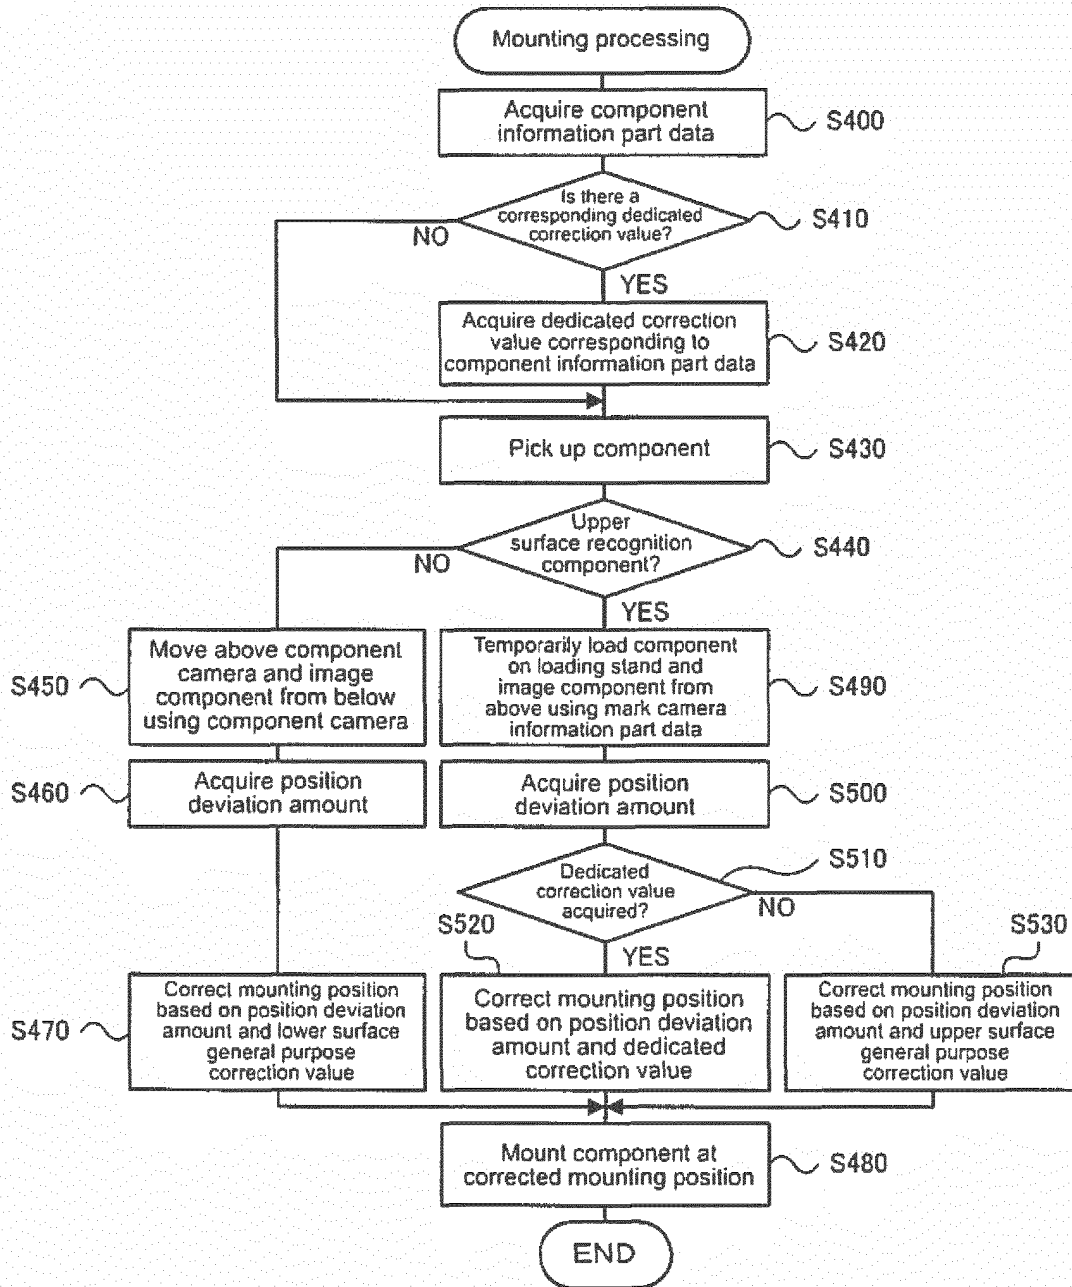 Mounting processing
Acquire component
information part data
S400
Is there a
corresponding dedicated
correction value?
S410
NO
YES
Acquire dedicated correction
value corresponding to
component information part data
S420
Pick up component
S430
Upper
surface recognition
component?
S440
NO
YES
S450
Move above component
camera and image
component from below
using component camera
Temporarily load component
on loading stand and
image component from
above using mark camera
information part data
S490
S460
Acquire position
deviation amount
Acquire position
deviation amount
S500
Dedicated
correction value
acquired?
S510
NO
YES
S520
S530
S470
Correct mounting position
based on position deviation
amount and lower surface
general purpose
correction value
Correct mounting position
based on position deviation
amount and dedicated
correction value
Correct mounting position
based on position deviation
amount and upper surface
general purpose
correction value
Mount component at
corrected mounting position
S480
END